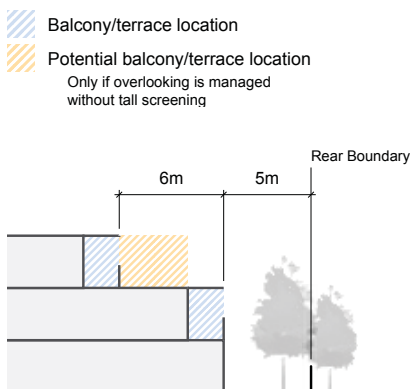 Balcony/terrace location
Potential balcony/terrace location
Only if overlooking is managed
without tall screening
Rear Boundary
6m
5m